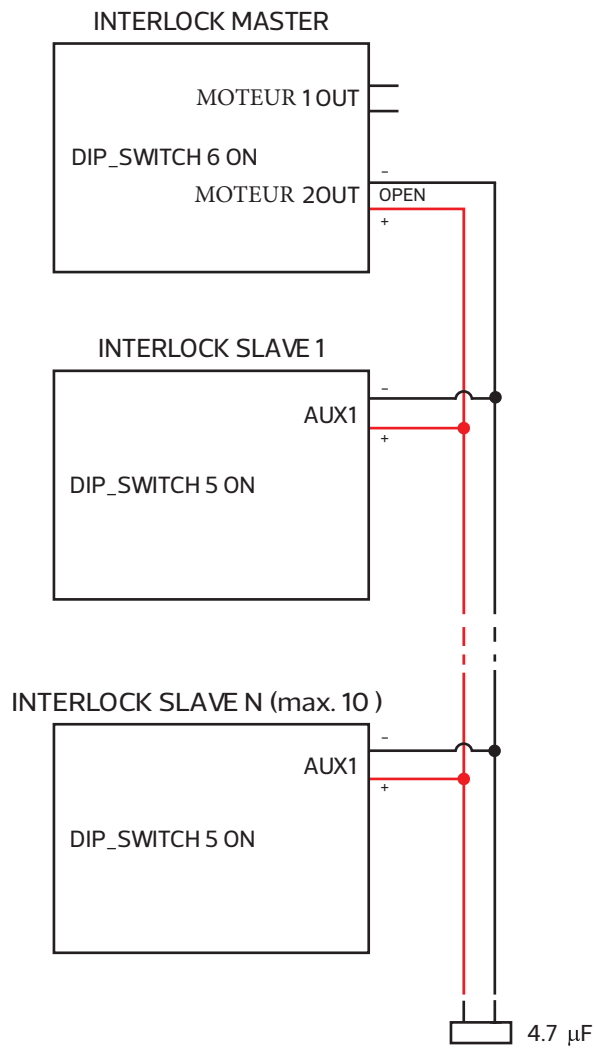 INTERLOCK MASTER
MOTEUR 1 OUT
DIP_SWITCH 6 ON
-
MOTEUR 2OUT
OPEN
+
INTERLOCK SLAVE 1
-
AUX1
+
DIP_SWITCH 5 ON
INTERLOCK SLAVE N (max. 10 )
-
AUX1
+
DIP_SWITCH 5 ON
4.7 μF